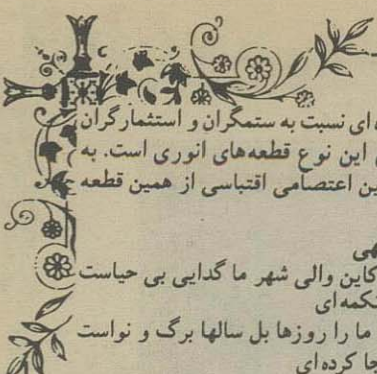 ه ای نسبت به ستمگران و استثمارگران
این نوع قطعه‌های انوری است. به
ین اعتصامی اقتباسی از همین قطعه
هی
کاین والی شهر ما گدایی بی حیاست
کمه ای
ما را روزها بل سالها برگ و نواست
جا کرده ای